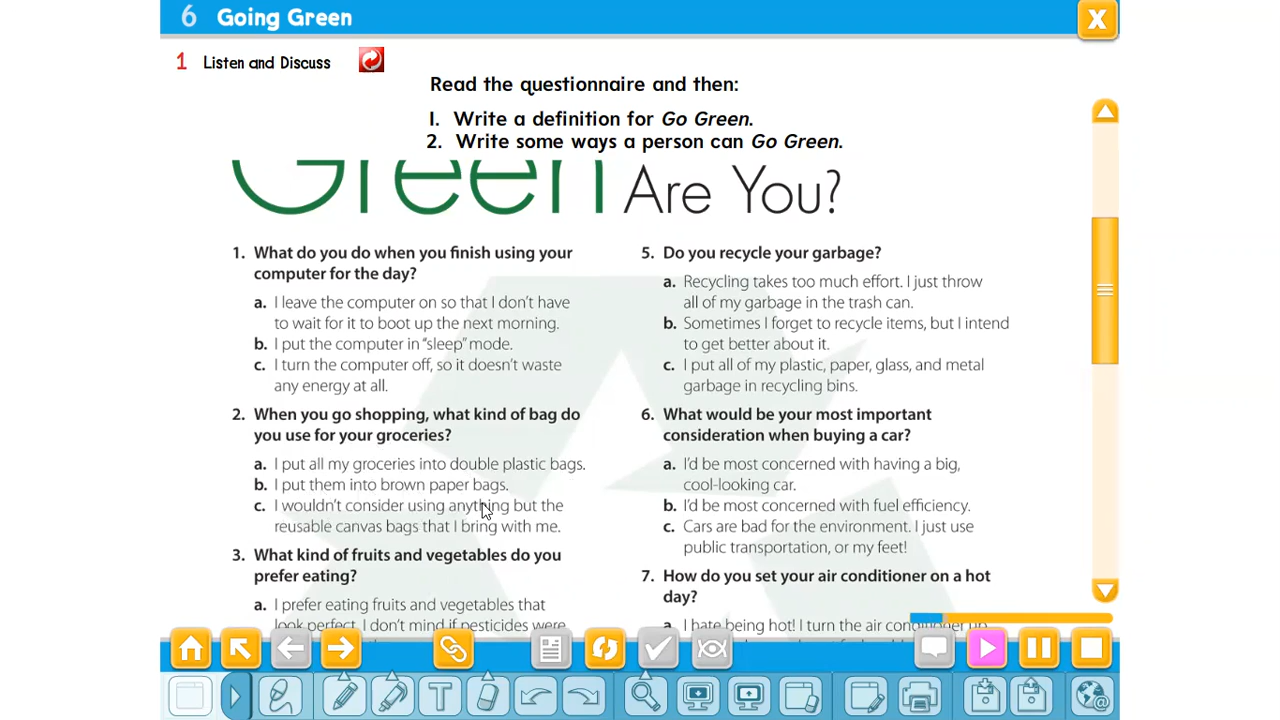 6 Going Green
X
1 Listen and Discuss
Read the questionnaire and then:
1. Write a definition for Go Green.
2. Write some ways a person can Go Green.
Green Are You?
1. What do you do when you finish using your
computer for the day?
a. I leave the computer on so that I don't have
to wait for it to boot up the next morning.
b. I put the computer in "sleep" mode.
c. I turn the computer off, so it doesn't waste
any energy at all.
2. When you go shopping, what kind of bag do
you use for your groceries?
a. I put all my groceries into double plastic bags.
b. I put them into brown paper bags.
c. I wouldn't consider using anything but the
reusable canvas bags that I bring with me.
3. What kind of fruits and vegetables do you
prefer eating?
a. I prefer eating fruits and vegetables that
look perfect. I don't mind if pesticides were
5. Do you recycle your garbage?
a. Recycling takes too much effort. I just throw
all of my garbage in the trash can.
b. Sometimes I forget to recycle items, but I intend
to get better about it.
c. I put all of my plastic, paper, glass, and metal
garbage in recycling bins.
6. What would be your most important
consideration when buying a car?
a. I'd be most concerned with having a big,
cool-looking car.
b. I'd be most concerned with fuel efficiency.
c. Cars are bad for the environment. I just use
public transportation, or my feet!
7. How do you set your air conditioner on a hot
day?
a. I hate being hot! I turn the air conditioner up
T